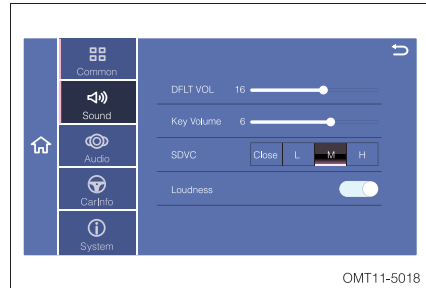 Common
Sound
Audio
CarInfo
System
DFLT VOL 16
Key Volume 6
SDVC Close L M H
Loudness
OMT11-5018